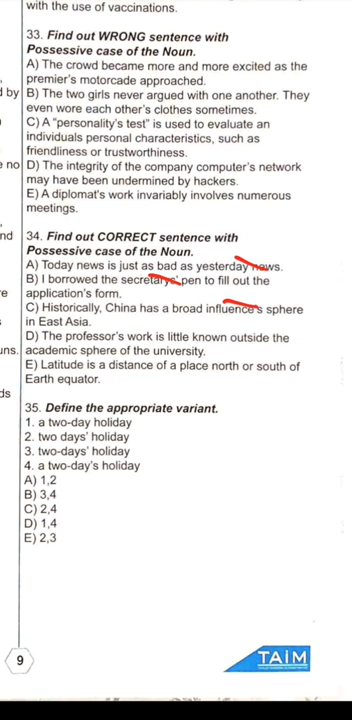 with the use of vaccinations.
33. Find out WRONG sentence with
Possessive case of the Noun.
A) The crowd became more and more excited as the
premier's motorcade approached.
B) The two girls never argued with one another. They
even wore each other's clothes sometimes.
C) A "personality's test" is used to evaluate an
individuals personal characteristics, such as
friendliness or trustworthiness.
D) The integrity of the company computer's network
may have been undermined by hackers.
E) A diplomat's work invariably involves numerous
meetings.
34. Find out CORRECT sentence with
Possessive case of the Noun.
A) Today news is just as bad as yesterday news.
B) I borrowed the secretarys' pen to fill out the
application's form.
C) Historically, China has a broad influence's sphere
in East Asia.
D) The professor's work is little known outside the
academic sphere of the university.
E) Latitude is a distance of a place north or south of
Earth equator.
35. Define the appropriate variant.
1. a two-day holiday
2. two days' holiday
3. two-days' holiday
4. a two-day's holiday
A) 1,2
B) 3,4
C) 2,4
D) 1,4
E) 2,3
by
no
nd
re
uns.
ds
9
TAiM